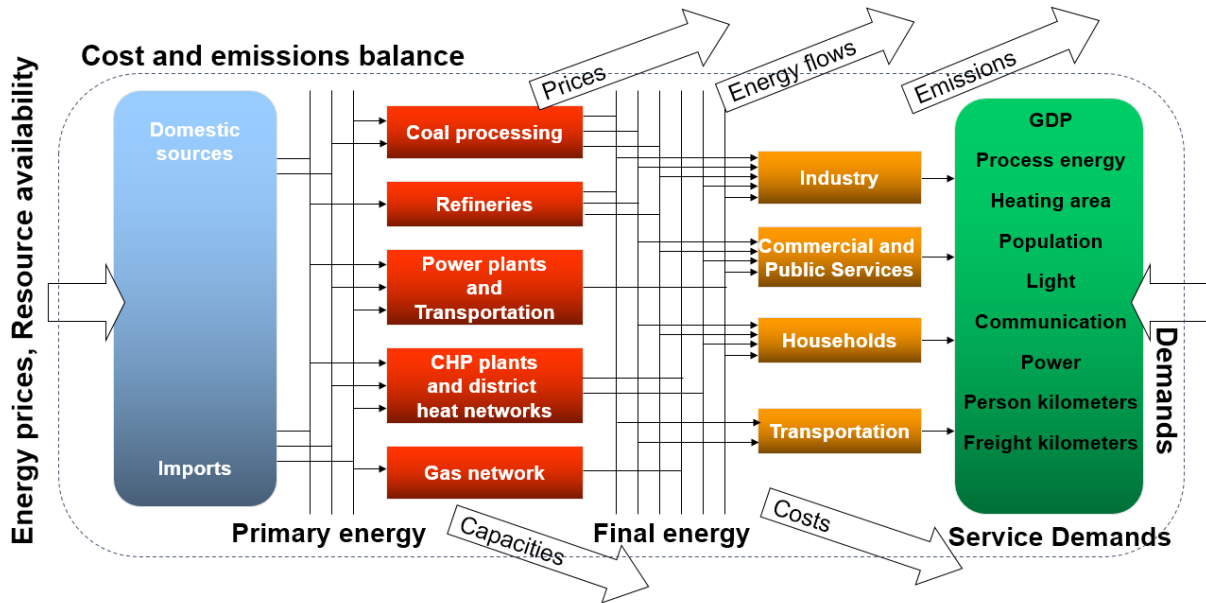 Energy prices, Resource availability
Cost and emissions balance
Prices
Energy flows
Emissions
Domestic
sources
Imports
Primary energy
Coal processing
Refineries
Power plants
and
Transportation
CHP plants
and district
heat networks
Gas network
Capacities
Final energy
Industry
Commercial and
Public Services
Households
Transportation
Costs
GDP
Process energy
Heating area
Population
Light
Communication
Power
Person kilometers
Freight kilometers
Service Demands
Demands